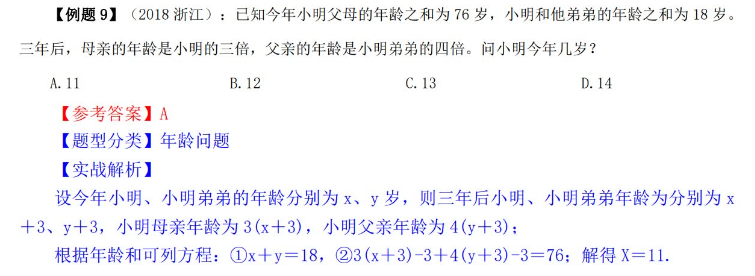 【例题 9】（2018 浙江）：已知今年小明父母的年龄之和为 76 岁，小明和他弟弟的年龄之和为 18 岁。
三年后，母亲的年龄是小明的三倍，父亲的年龄是小明弟弟的四倍。问小明今年几岁？
A.11 B.12 C.13 D.14
【参考答案】A
【题型分类】年龄问题
【实战解析】
设今年小明、小明弟弟的年龄分别为 x、y 岁，则三年后小明、小明弟弟年龄为分别为 x
＋3、y＋3，小明母亲年龄为 3(x＋3)，小明父亲年龄为 4(y＋3)；
根据年龄和可列方程：①x＋y＝18，②3(x＋3)-3＋4(y＋3)-3＝76；解得 X＝11.